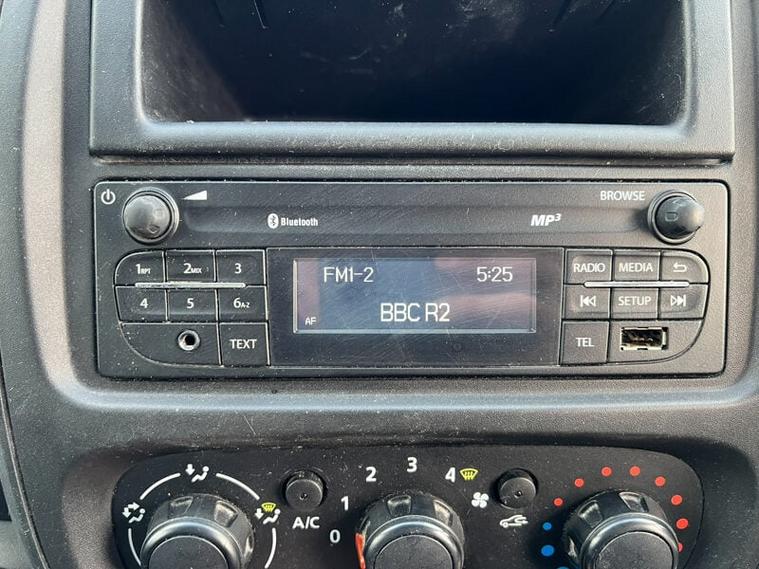 BROWSE
Bluetooth
MP3
1RPT 2MIX 3
FM1-2 5:25
RADIO MEDIA
4 5 6A-Z
AF
BBC R2
SETUP
TEXT
TEL
0 1 2 3 4
A/C